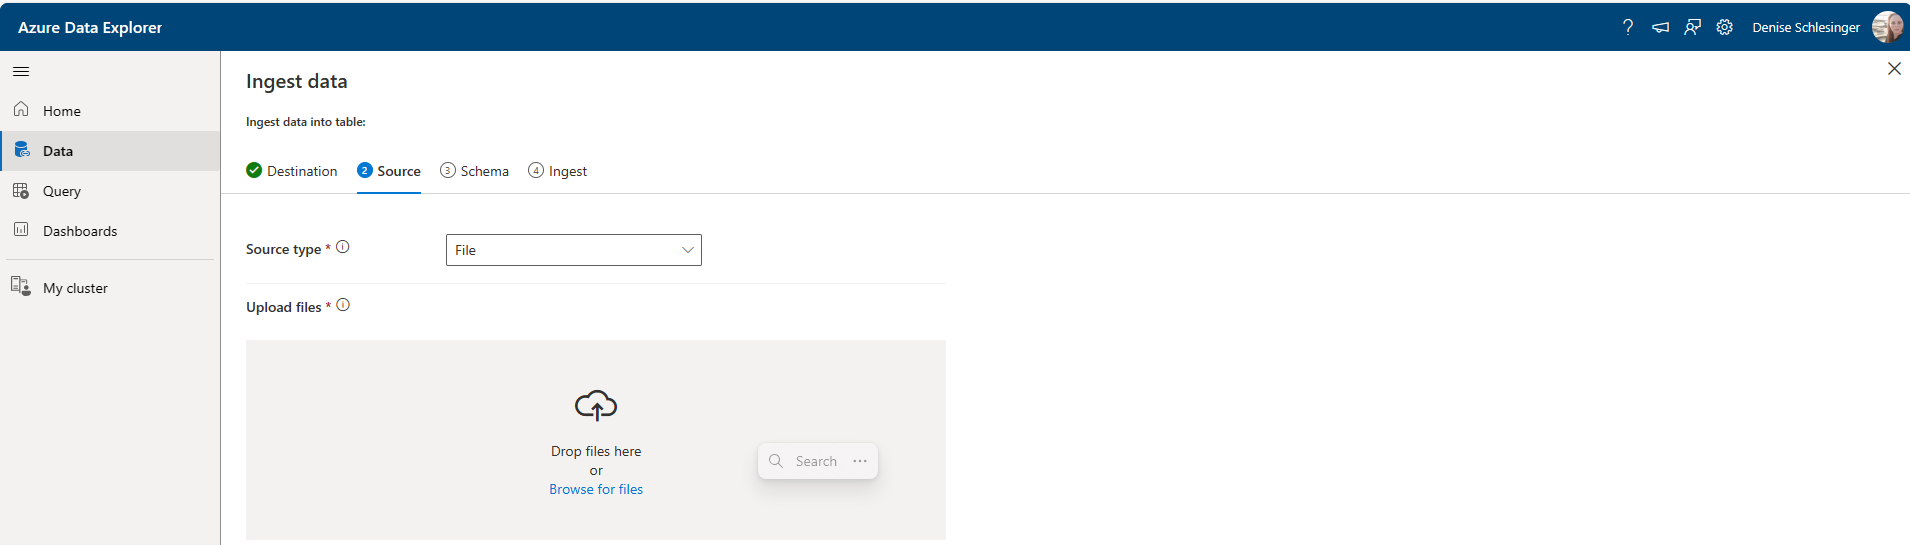 Azure Data Explorer
Denise Schlesinger
Home
Data
Query
Dashboards
My cluster
Ingest data
Ingest data into table:
Destination 2 Source 3 Schema 4 Ingest
Source type *
File
Upload files *
Drop files here
or
Browse for files
Search